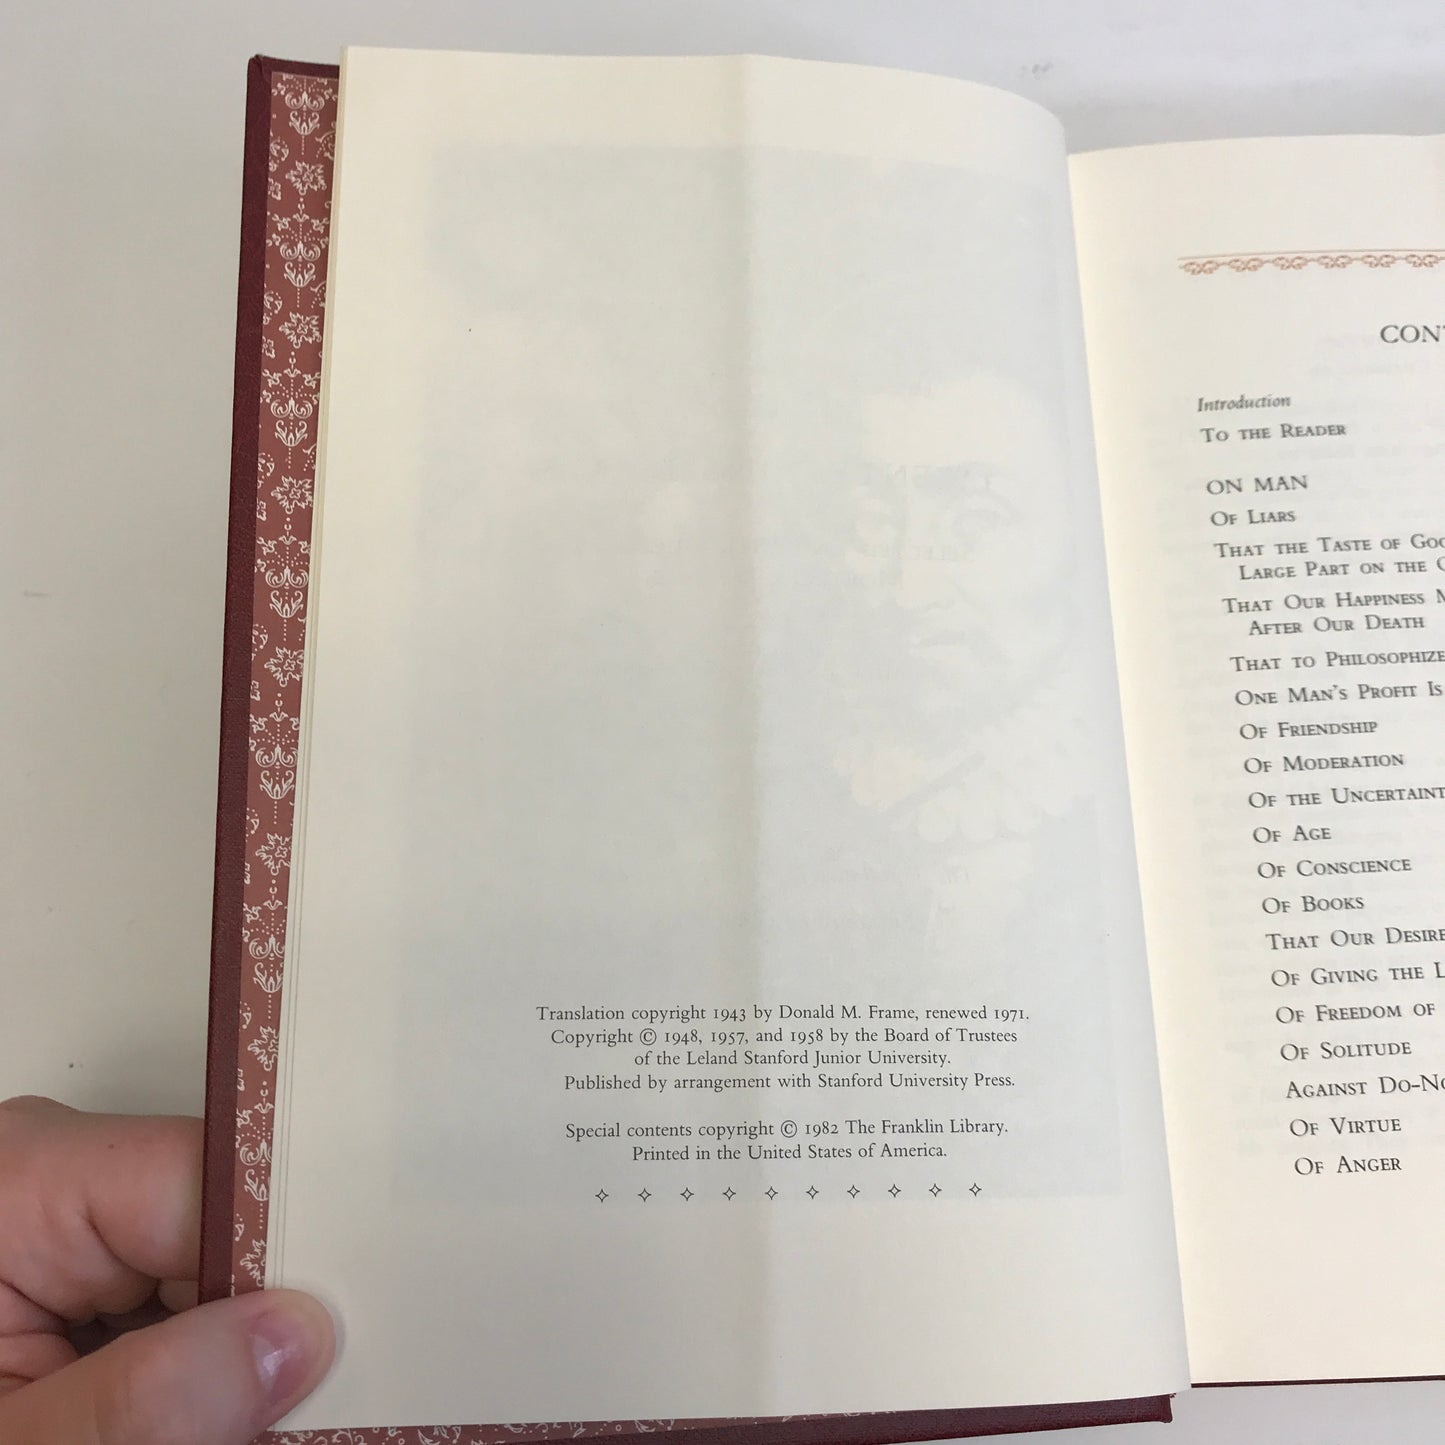 Translation copyright 1943 by Donald M. Frame, renewed 1971.
Copyright © 1948, 1957, and 1958 by the Board of Trustees
of the Leland Stanford Junior University.
Published by arrangement with Stanford University Press.
Special contents copyright © 1982 The Franklin Library.
Printed in the United States of America.
Introduction
TO THE READER
ON MAN
OF LIARS
THAT THE TASTE OF
LARGE PART ON THE
THAT OUR HAPPINESS
AFTER OUR DEATH
THAT TO PHILOSOPHIZE
ONE MAN'S PROFIT IS
OF FRIENDSHIP
OF MODERATION
OF THE
OF AGE
OF CONSCIENCE
OF BOOKS
THAT OUR DESIRE
OF GIVING THE
OF FREEDOM OF
OF SOLITUDE
AGAINST
OF VIRTUE
OF ANGER